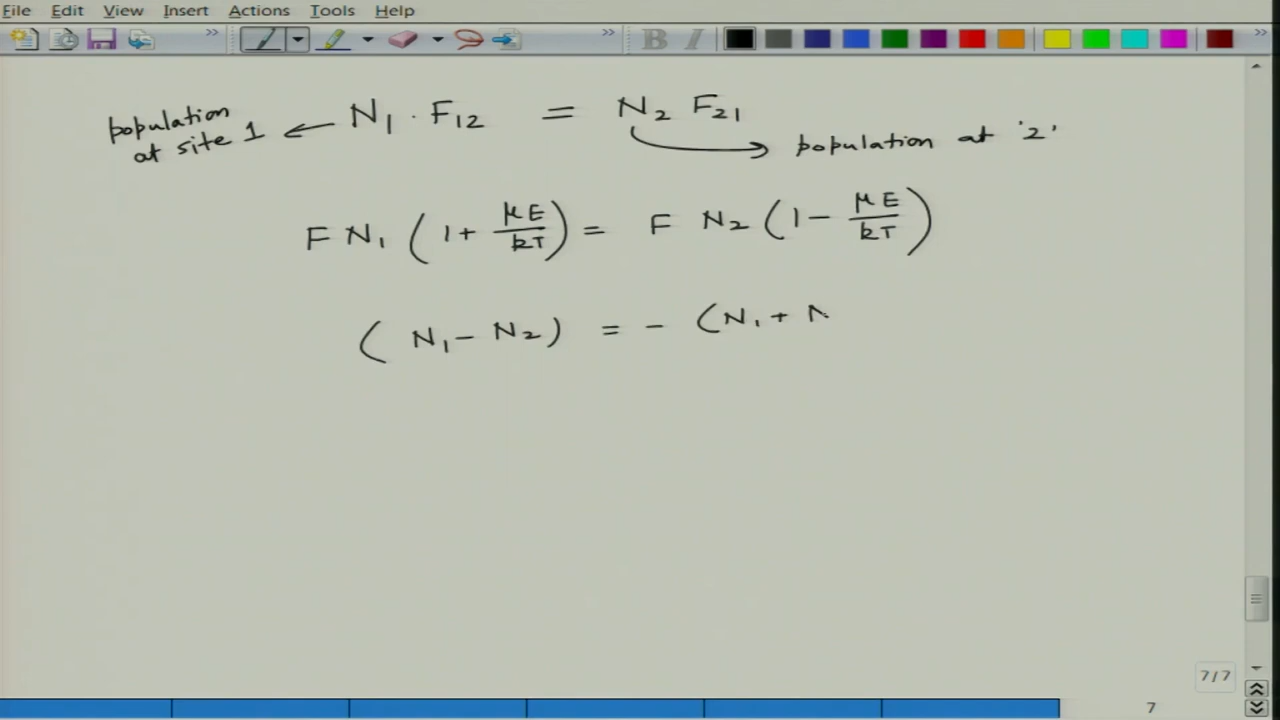 File Edit View Insert Actions Tools Help
B I
population at site 1 ← N₁ · F₁₂ = N₂ F₂₁
→ population at '2'
F N₁ (1 + μE/kT) = F N₂ (1 − μE/kT)
(N₁ − N₂) = − (N₁ + N
7/7
7